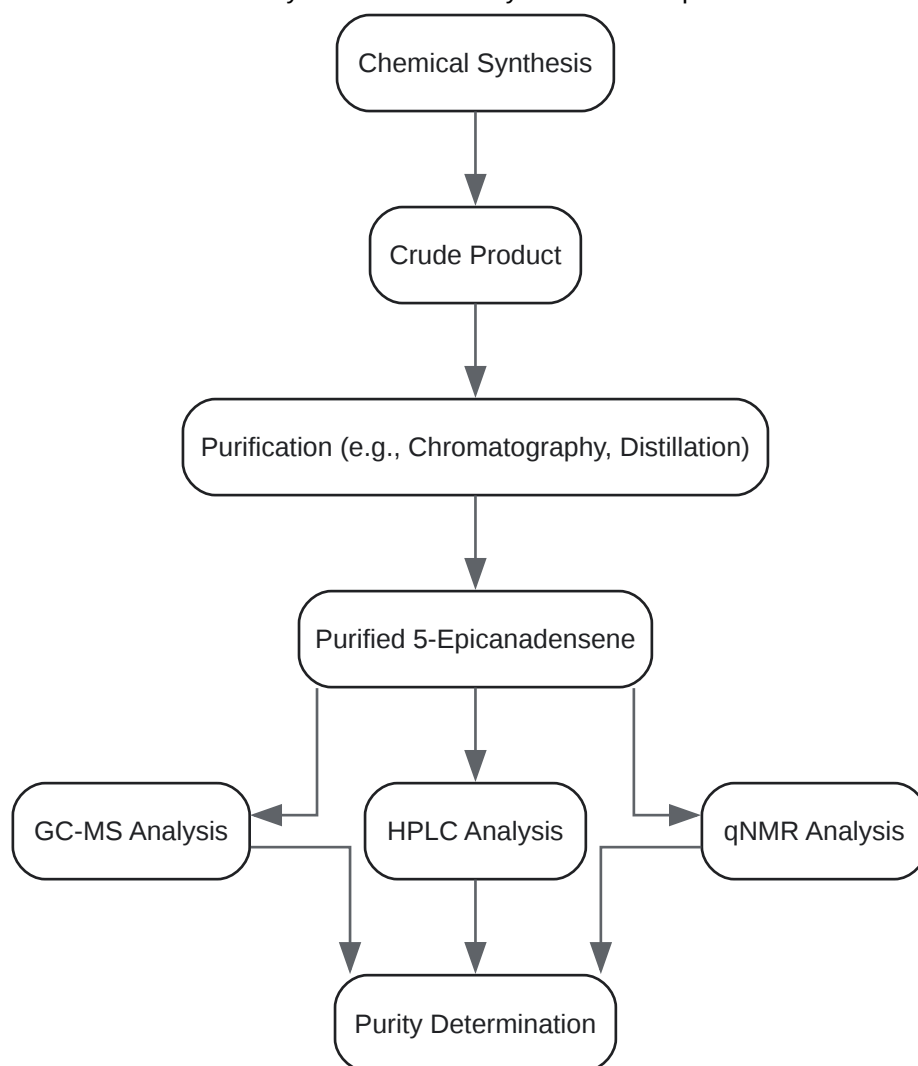 Chemical Synthesis
Crude Product
Purification (e.g., Chromatography, Distillation)
Purified 5-Epicanadensene
GC-MS Analysis
HPLC Analysis
qNMR Analysis
Purity Determination